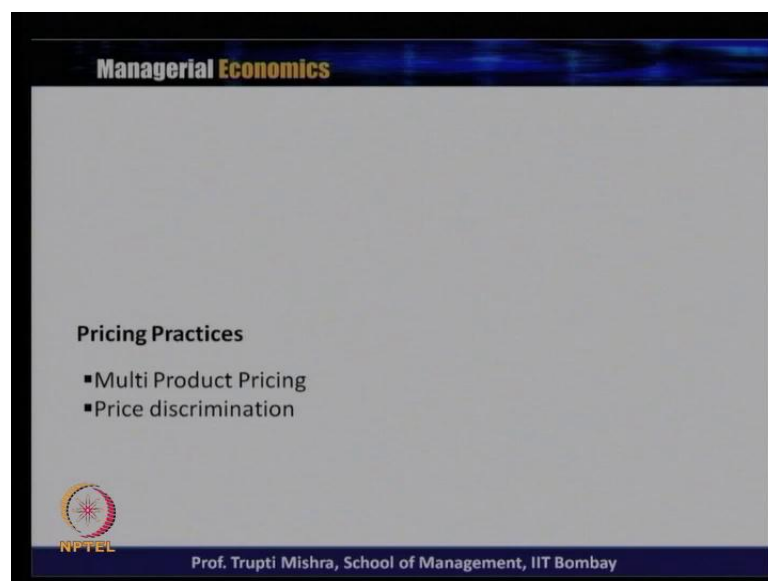 Managerial Economics
Pricing Practices
▪Multi Product Pricing
▪Price discrimination
NPTEL
Prof. Trupti Mishra, School of Management, IIT Bombay